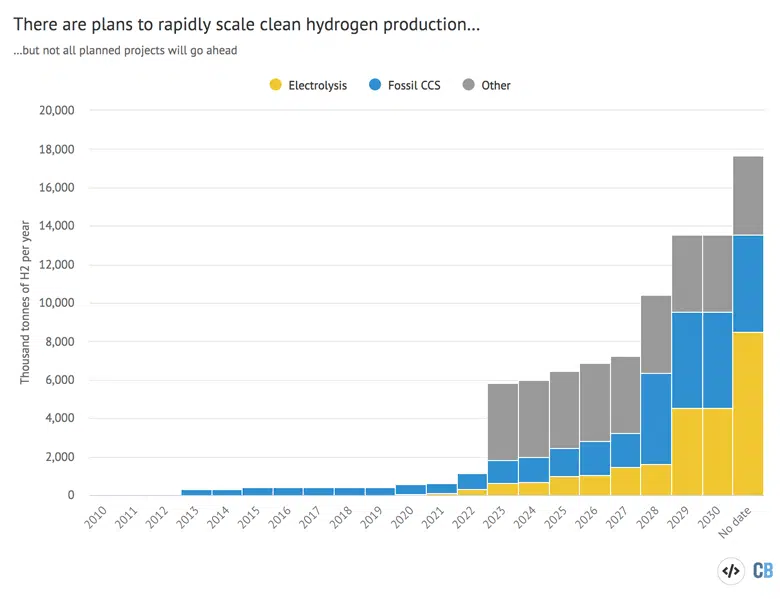 There are plans to rapidly scale clean hydrogen production...
...but not all planned projects will go ahead
Electrolysis Fossil CCS Other
20,000
18,000
16,000
14,000
12,000
10,000
8,000
6,000
4,000
2,000
0
Thousand tonnes of H2 per year
2010 2011 2012 2013 2014 2015 2016 2017 2018 2019 2020 2021 2022 2023 2024 2025 2026 2027 2028 2029 2030 No date
</> CB